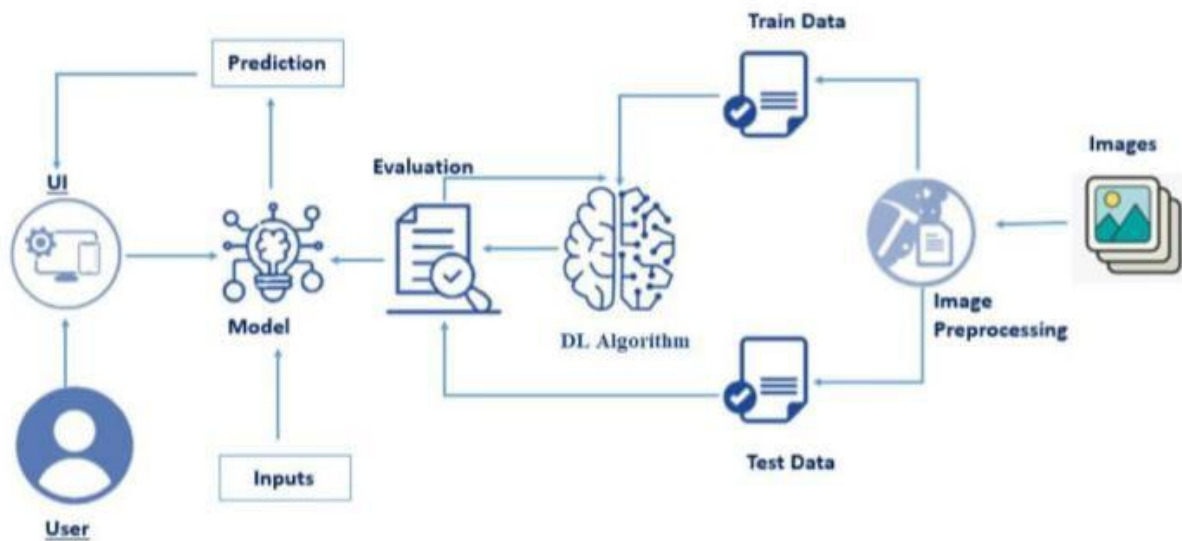 Train Data
Prediction
Images
Evaluation
UI
Image
Preprocessing
Model
DL Algorithm
Test Data
Inputs
User